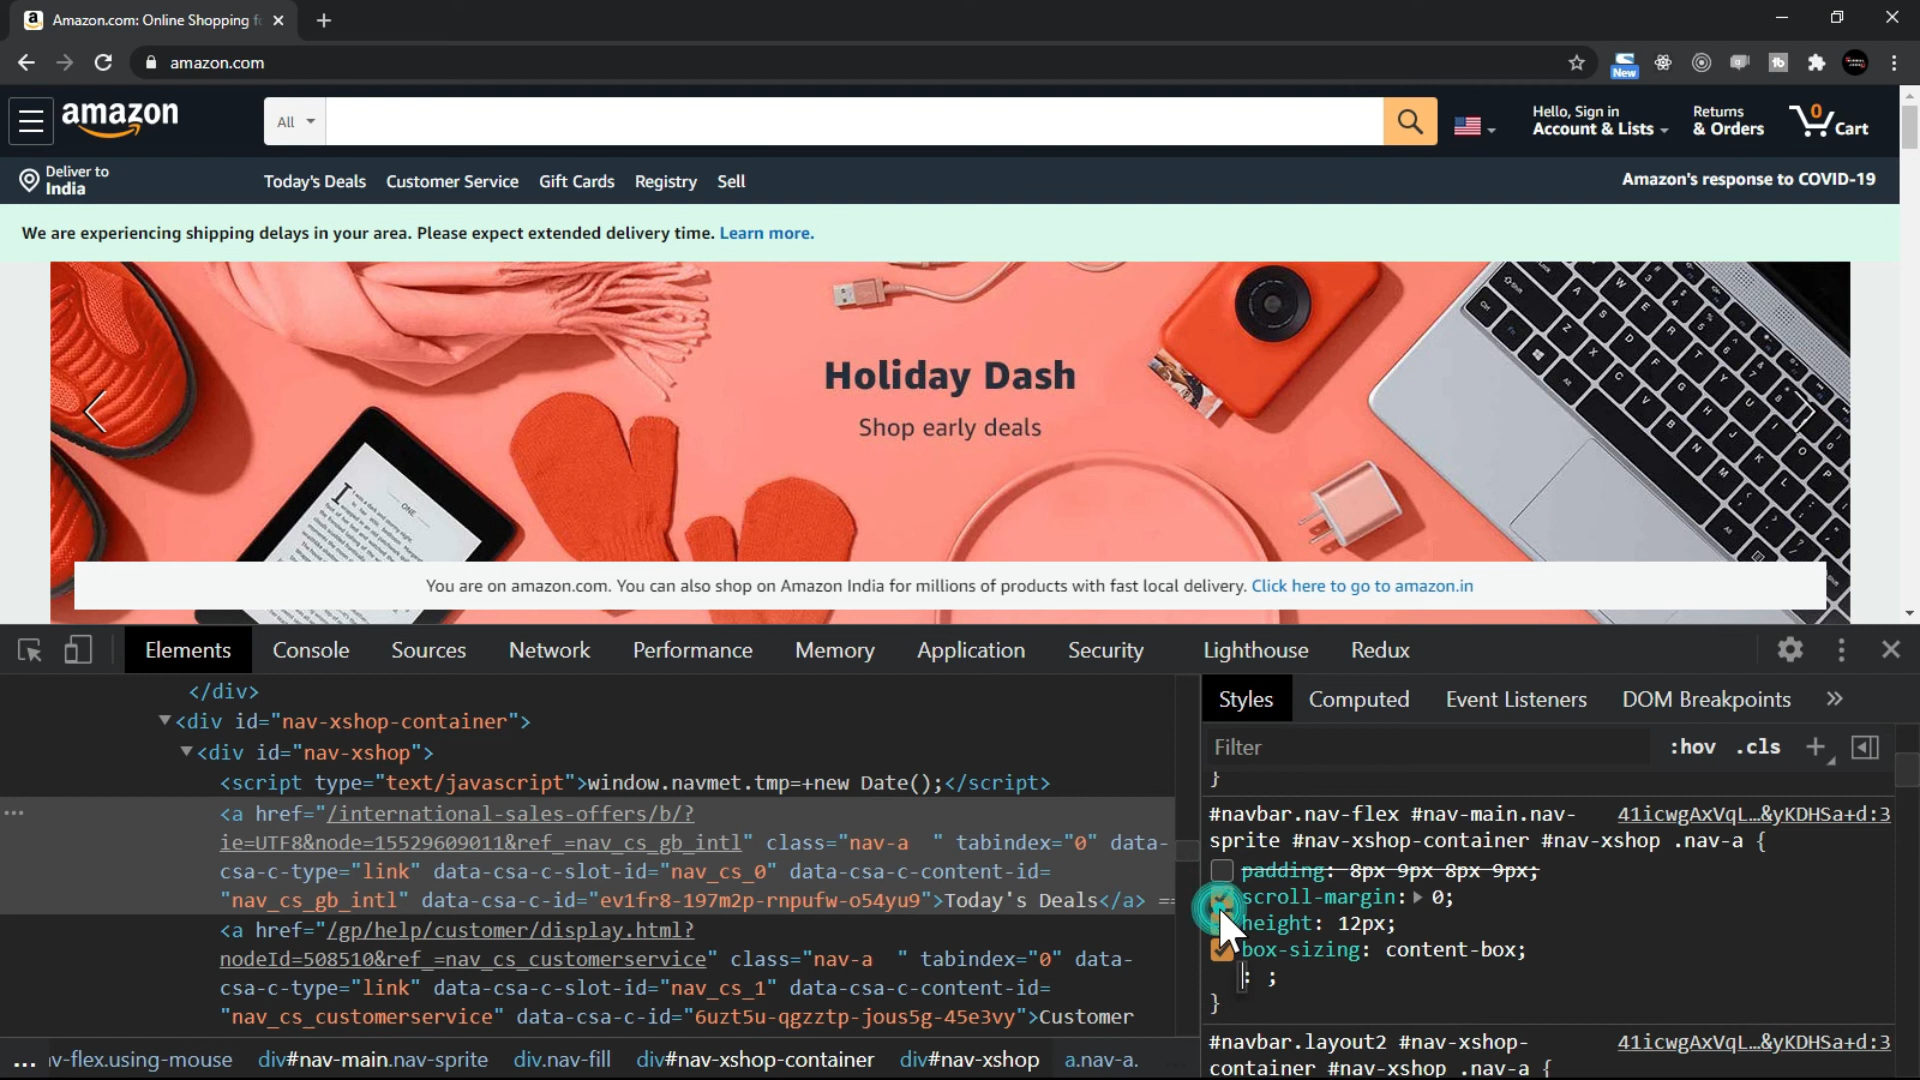 Amazon.com: Online Shopping f
amazon.com
New
amazon
All
Hello, Sign in
Account & Lists
Returns
& Orders
0
Cart
Deliver to
India
Today's Deals Customer Service Gift Cards Registry Sell
Amazon's response to COVID-19
We are experiencing shipping delays in your area. Please expect extended delivery time. Learn more.
Holiday Dash
Shop early deals
You are on amazon.com. You can also shop on Amazon India for millions of products with fast local delivery. Click here to go to amazon.in
Elements Console Sources Network Performance Memory Application Security Lighthouse Redux
</div>
▼<div id="nav-xshop-container">
▼<div id="nav-xshop">
<script type="text/javascript">window.navmet.tmp=+new Date();</script>
<a href="/international-sales-offers/b/?
ie=UTF8&node=15529609011&ref_=nav_cs_gb_intl" class="nav-a  " tabindex="0" data-
csa-c-type="link" data-csa-c-slot-id="nav_cs_0" data-csa-c-content-id=
"nav_cs_gb_intl" data-csa-c-id="ev1fr8-197m2p-rnpufw-o54yu9">Today's Deals</a> ==
<a href="/gp/help/customer/display.html?
nodeId=508510&ref_=nav_cs_customerservice" class="nav-a  " tabindex="0" data-
csa-c-type="link" data-csa-c-slot-id="nav_cs_1" data-csa-c-content-id=
"nav_cs_customerservice" data-csa-c-id="6uzt5u-qgzztp-jous5g-45e3vy">Customer
... iv-flex.using-mouse div#nav-main.nav-sprite div.nav-fill div#nav-xshop-container div#nav-xshop a.nav-a.
Styles Computed Event Listeners DOM Breakpoints »
Filter
:hov .cls +
}
#navbar.nav-flex #nav-main.nav- 41icwgAxVqL…&yKDHSa+d:3
sprite #nav-xshop-container #nav-xshop .nav-a {
padding: 8px 9px 8px 9px;
scroll-margin: ▶ 0;
height: 12px;
box-sizing: content-box;
: ;
}
#navbar.layout2 #nav-xshop- 41icwgAxVqL…&yKDHSa+d:3
container #nav-xshop .nav-a {